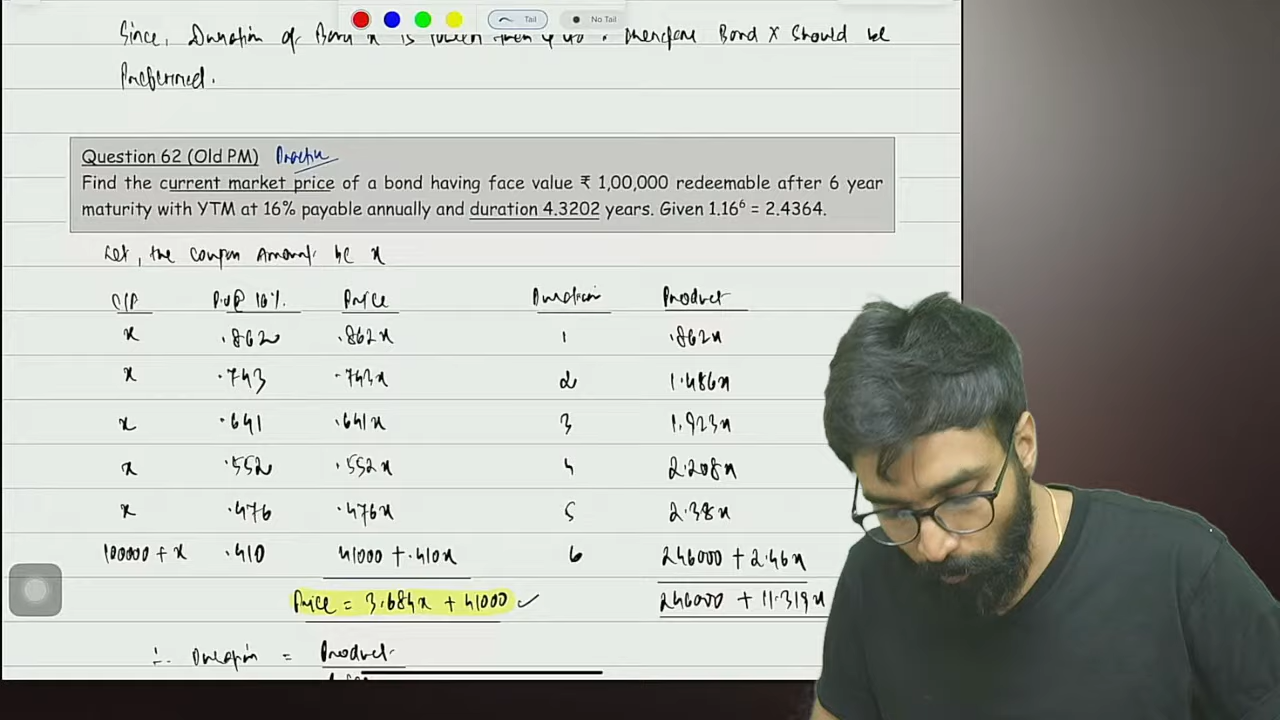 Tail
No Tail
Since, Duration of Bond X is lower than Y Ltd. Therefore Bond X should be
Preferred.
Question 62 (Old PM) Practice
Find the current market price of a bond having face value ₹ 1,00,000 redeemable after 6 year
maturity with YTM at 16% payable annually and duration 4.3202 years. Given 1.16⁶ = 2.4364.
Let, the coupon Amount be x
P.V@ 16% Price Duration Product
x .862 .862x 1 .862x
x .743 .743x 2 1.486x
x .641 .641x 3 1.923x
x .552 .552x 4 2.208x
x .476 .476x 5 2.38x
100000 + x .410 41000 + .410x 6 246000 + 2.46x
Price = 3.684x + 41000 246000 + 11.319x
∴ Duration = Product